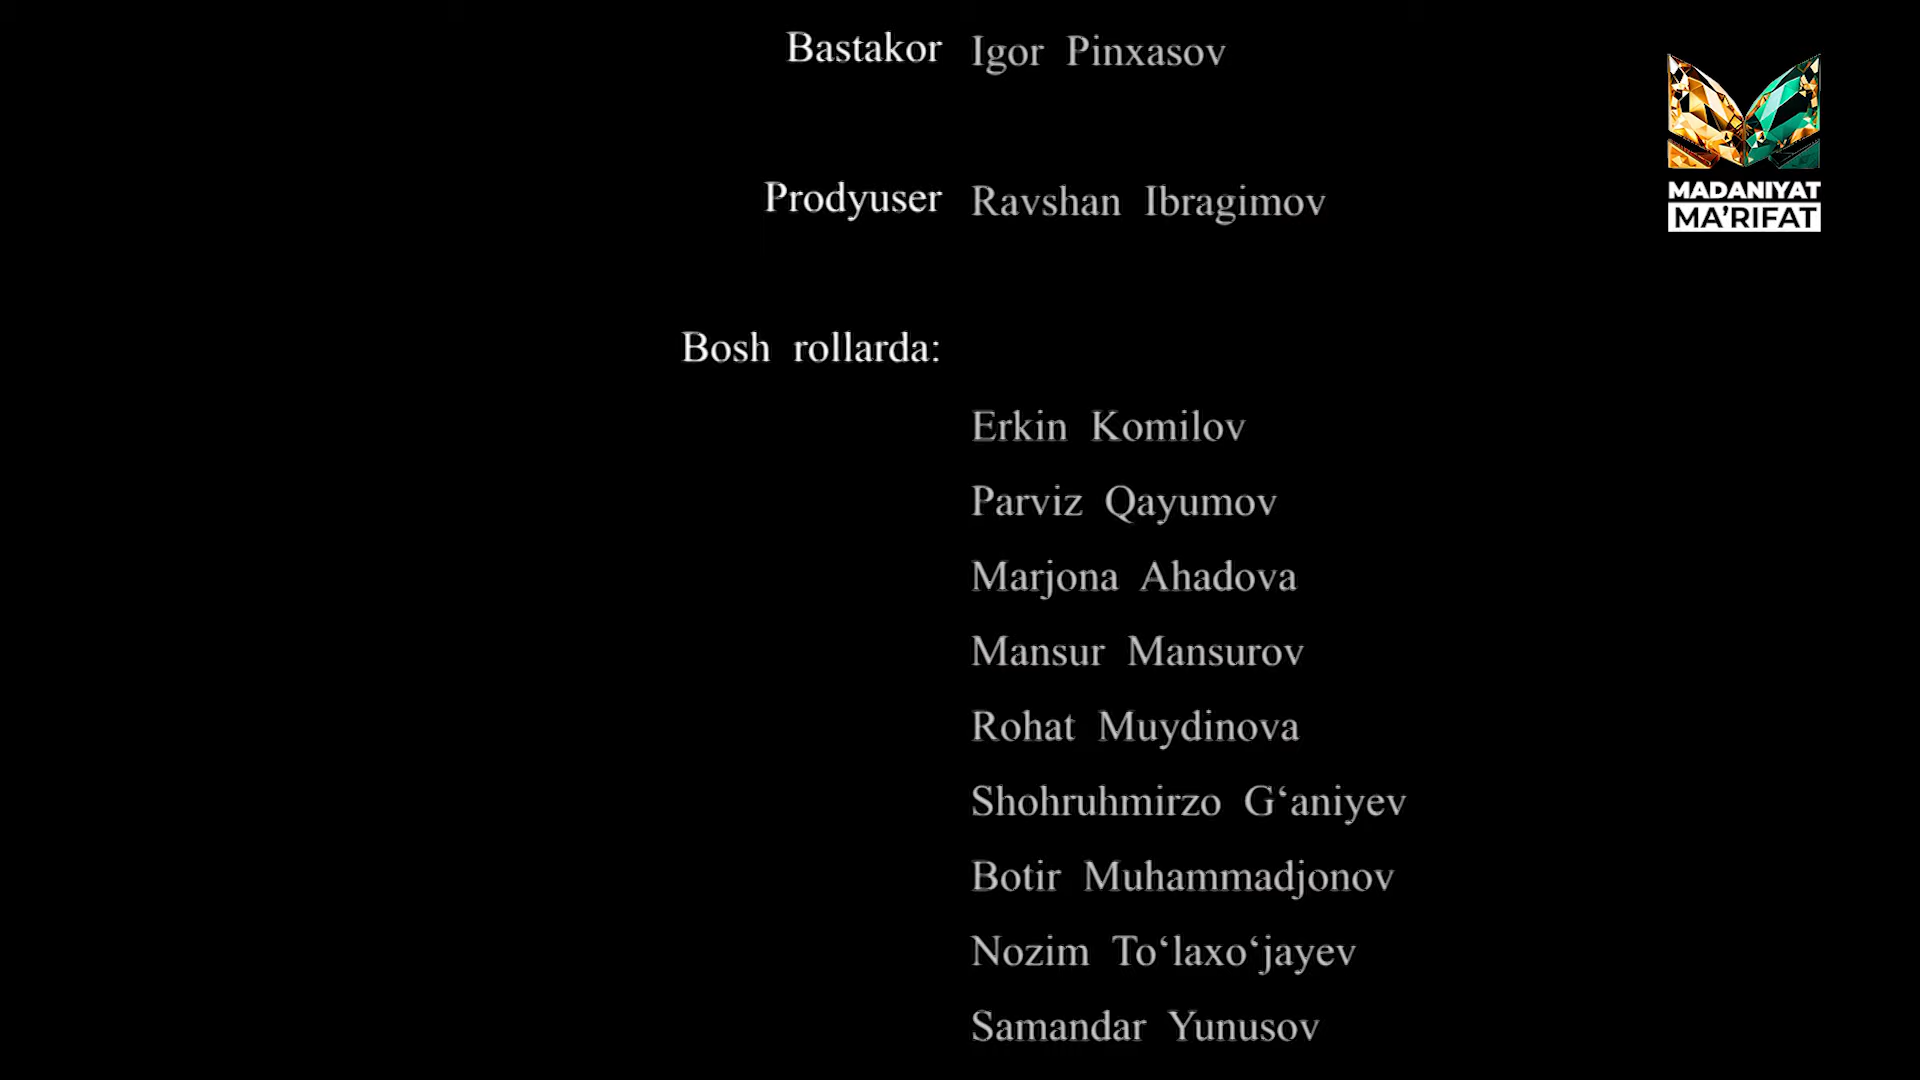 Bastakor Igor Pinxasov
Prodyuser Ravshan Ibragimov
Bosh rollarda:
Erkin Komilov
Parviz Qayumov
Marjona Ahadova
Mansur Mansurov
Rohat Muydinova
Shohruhmirzo G‘aniyev
Botir Muhammadjonov
Nozim To‘laxo‘jayev
Samandar Yunusov
MADANIYAT
MA’RIFAT